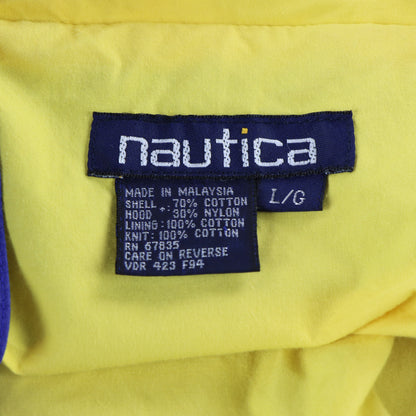 nautica
MADE IN MALAYSIA
SHELL .: 70% COTTON
HOOD +: 30% NYLON
LINING: 100% COTTON
KNIT: 100% COTTON
RN 67835
CARE ON REVERSE
VDR 423 F94
L/G